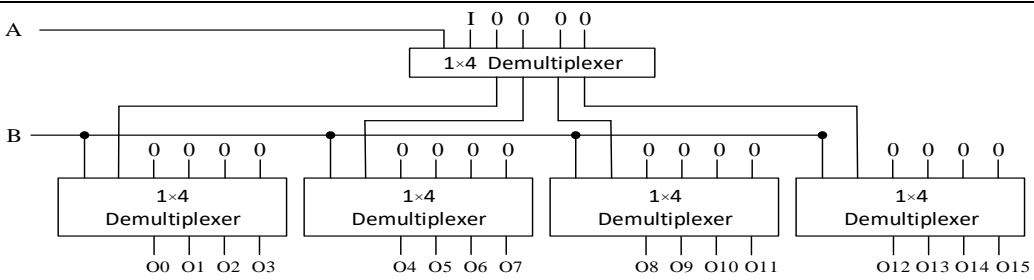 A
I 0 0 0 0
1×4 Demultiplexer
B
0 0 0 0 0 0 0 0 0 0 0 0 0 0 0 0
1×4
Demultiplexer
1×4
Demultiplexer
1×4
Demultiplexer
1×4
Demultiplexer
O0 O1 O2 O3 O4 O5 O6 O7 O8 O9 O10 O11 O12 O13 O14 O15